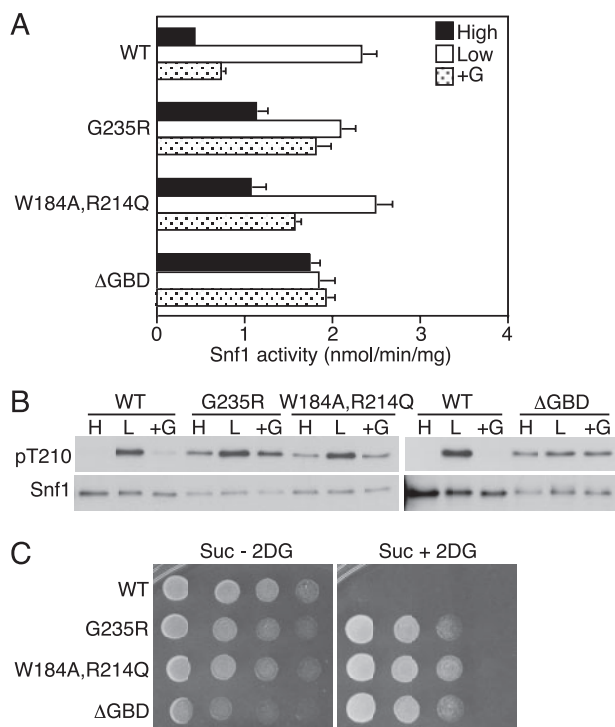 A
High
Low
+G
WT
G235R
W184A,R214Q
ΔGBD
0 1 2 3 4
Snf1 activity (nmol/min/mg)
B
WT G235R W184A,R214Q WT ΔGBD
H L +G H L +G H L +G H L +G H L +G
pT210
Snf1
C
Suc - 2DG Suc + 2DG
WT
G235R
W184A,R214Q
ΔGBD